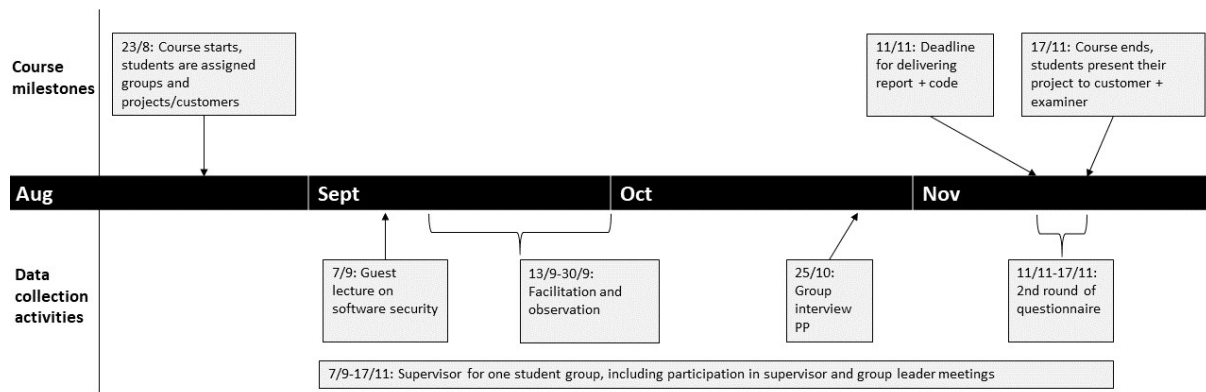 Course
milestones
23/8: Course starts,
students are assigned
groups and
projects/customers
11/11: Deadline
for delivering
report + code
17/11: Course ends,
students present their
project to customer +
examiner
Aug
Sept
Oct
Nov
Data
collection
activities
7/9: Guest
lecture on
software security
13/9-30/9:
Facilitation and
observation
25/10:
Group
interview
PP
11/11-17/11:
2nd round of
questionnaire
7/9-17/11: Supervisor for one student group, including participation in supervisor and group leader meetings